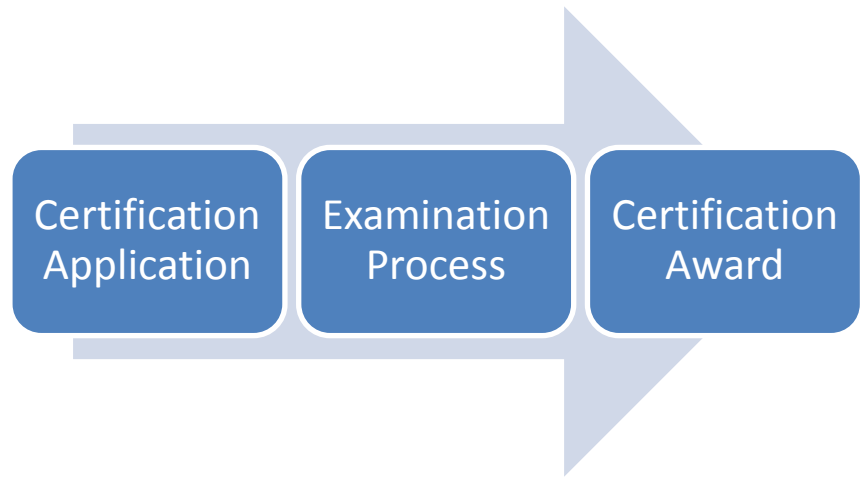 Certification
Application
Examination
Process
Certification
Award